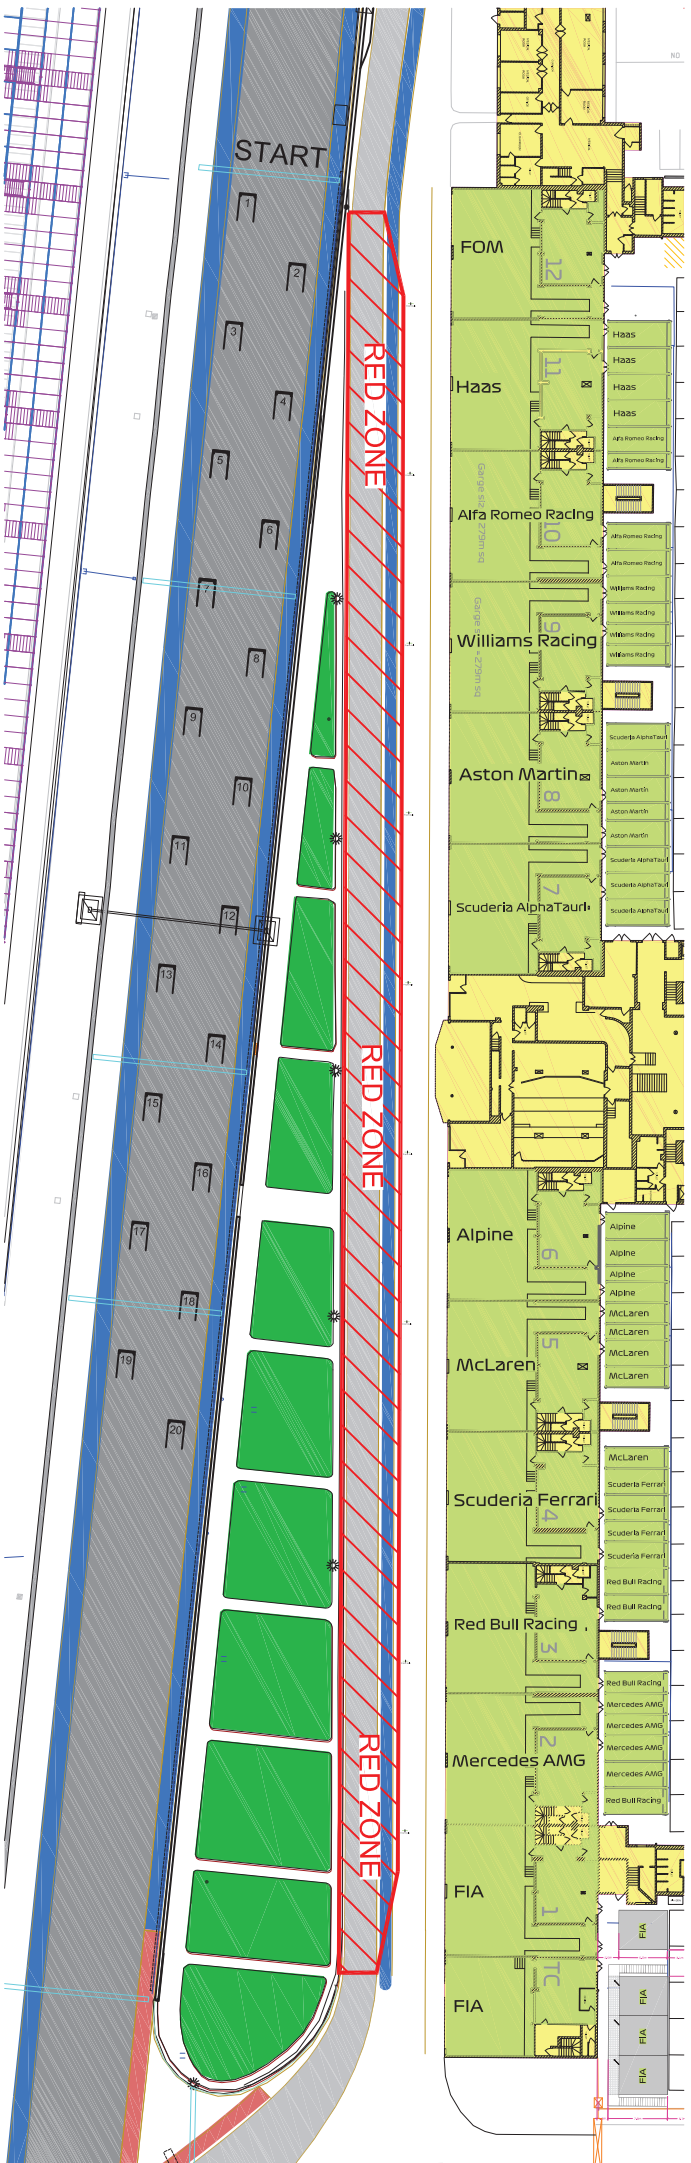 START
1
2
3
4
5
6
7
8
9
10
11
12
13
14
15
16
17
18
19
20
RED ZONE
RED ZONE
RED ZONE
FOM
12
Haas
11
Alfa Romeo Racing
10
Williams Racing
9
Aston Martin
8
Scuderia AlphaTauri
7
Alpine
6
McLaren
5
Scuderia Ferrari
4
Red Bull Racing
3
Mercedes AMG
2
FIA
1
FIA
TC
Haas
Haas
Haas
Haas
Alfa Romeo Racing
Alfa Romeo Racing
Alfa Romeo Racing
Alfa Romeo Racing
Williams Racing
Williams Racing
Williams Racing
Williams Racing
Scuderia AlphaTauri
Aston Martin
Aston Martin
Aston Martin
Aston Martin
Scuderia AlphaTauri
Scuderia AlphaTauri
Scuderia AlphaTauri
Alpine
Alpine
Alpine
Alpine
McLaren
McLaren
McLaren
McLaren
McLaren
Scuderia Ferrari
Scuderia Ferrari
Scuderia Ferrari
Scuderia Ferrari
Red Bull Racing
Red Bull Racing
Red Bull Racing
Mercedes AMG
Mercedes AMG
Mercedes AMG
Mercedes AMG
Red Bull Racing
FIA
FIA
FIA
FIA